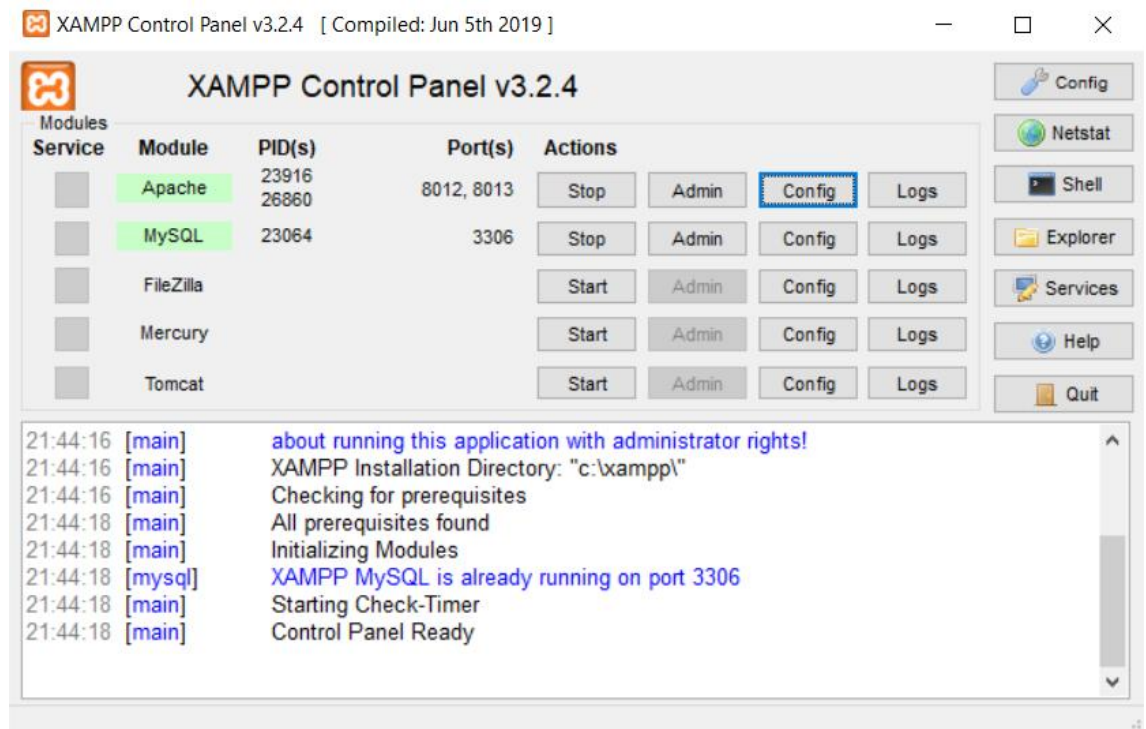 XAMPP Control Panel v3.2.4 [ Compiled: Jun 5th 2019 ]
XAMPP Control Panel v3.2.4
Config
Modules
Netstat
Service Module PID(s) Port(s) Actions
Apache 23916 26860 8012, 8013 Stop Admin Config Logs
Shell
MySQL 23064 3306 Stop Admin Config Logs
Explorer
FileZilla Start Admin Config Logs
Services
Mercury Start Admin Config Logs
Help
Tomcat Start Admin Config Logs
Quit
21:44:16 [main] about running this application with administrator rights!
21:44:16 [main] XAMPP Installation Directory: "c:\xampp\"
21:44:16 [main] Checking for prerequisites
21:44:18 [main] All prerequisites found
21:44:18 [main] Initializing Modules
21:44:18 [mysql] XAMPP MySQL is already running on port 3306
21:44:18 [main] Starting Check-Timer
21:44:18 [main] Control Panel Ready